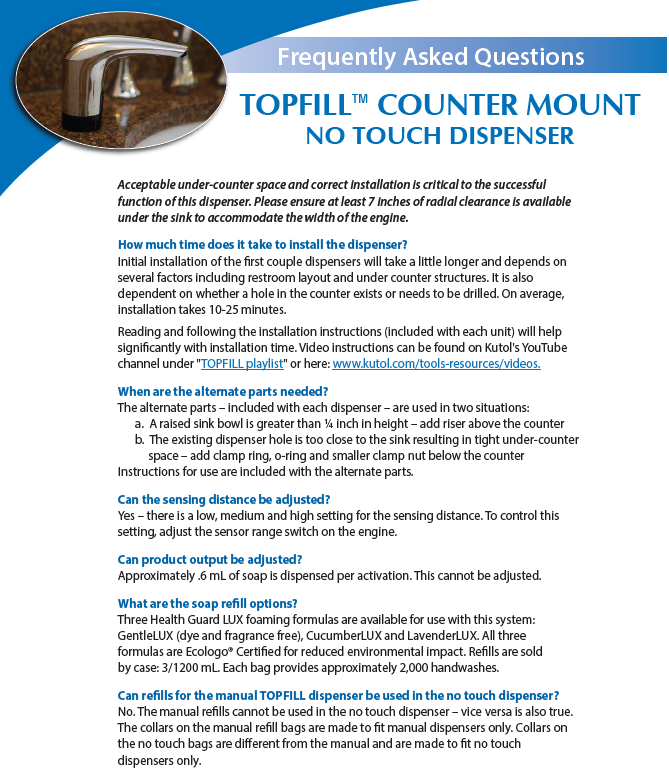 Frequently Asked Questions
TOPFILL™ COUNTER MOUNT
NO TOUCH DISPENSER
Acceptable under-counter space and correct installation is critical to the successful
function of this dispenser. Please ensure at least 7 inches of radial clearance is available
under the sink to accommodate the width of the engine.
How much time does it take to install the dispenser?
Initial installation of the first couple dispensers will take a little longer and depends on
several factors including restroom layout and under counter structures. It is also
dependent on whether a hole in the counter exists or needs to be drilled. On average,
installation takes 10-25 minutes.
Reading and following the installation instructions (included with each unit) will help
significantly with installation time. Video instructions can be found on Kutol's YouTube
channel under "TOPFILL playlist" or here: www.kutol.com/tools-resources/videos.
When are the alternate parts needed?
The alternate parts – included with each dispenser – are used in two situations:
a. A raised sink bowl is greater than ¼ inch in height – add riser above the counter
b. The existing dispenser hole is too close to the sink resulting in tight under-counter
space – add clamp ring, o-ring and smaller clamp nut below the counter
Instructions for use are included with the alternate parts.
Can the sensing distance be adjusted?
Yes – there is a low, medium and high setting for the sensing distance. To control this
setting, adjust the sensor range switch on the engine.
Can product output be adjusted?
Approximately .6 mL of soap is dispensed per activation. This cannot be adjusted.
What are the soap refill options?
Three Health Guard LUX foaming formulas are available for use with this system:
GentleLUX (dye and fragrance free), CucumberLUX and LavenderLUX. All three
formulas are Ecologo® Certified for reduced environmental impact. Refills are sold
by case: 3/1200 mL. Each bag provides approximately 2,000 handwashes.
Can refills for the manual TOPFILL dispenser be used in the no touch dispenser?
No. The manual refills cannot be used in the no touch dispenser – vice versa is also true.
The collars on the manual refill bags are made to fit manual dispensers only. Collars on
the no touch bags are different from the manual and are made to fit no touch
dispensers only.